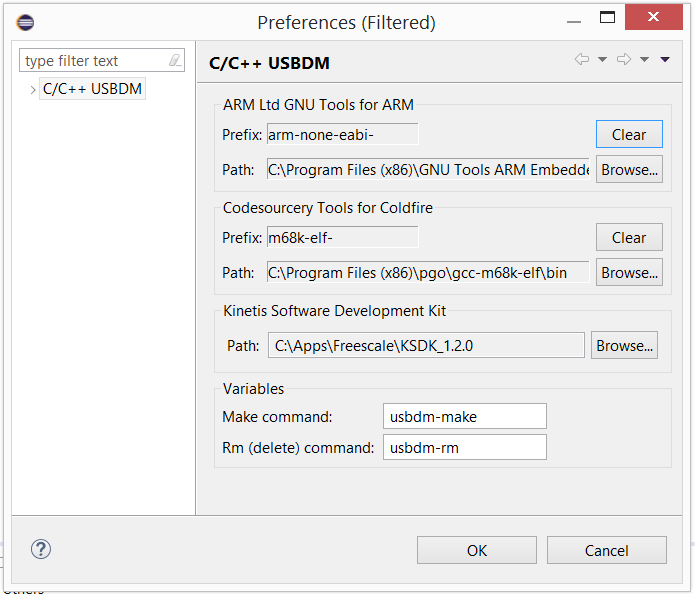 Preferences (Filtered)
type filter text
C/C++ USBDM
C/C++ USBDM
ARM Ltd GNU Tools for ARM
Prefix: arm-none-eabi- Clear
Path: C:\Program Files (x86)\GNU Tools ARM Embedde Browse...
Codesourcery Tools for Coldfire
Prefix: m68k-elf- Clear
Path: C:\Program Files (x86)\pgo\gcc-m68k-elf\bin Browse...
Kinetis Software Development Kit
Path: C:\Apps\Freescale\KSDK_1.2.0 Browse...
Variables
Make command: usbdm-make
Rm (delete) command: usbdm-rm
? OK Cancel
Others